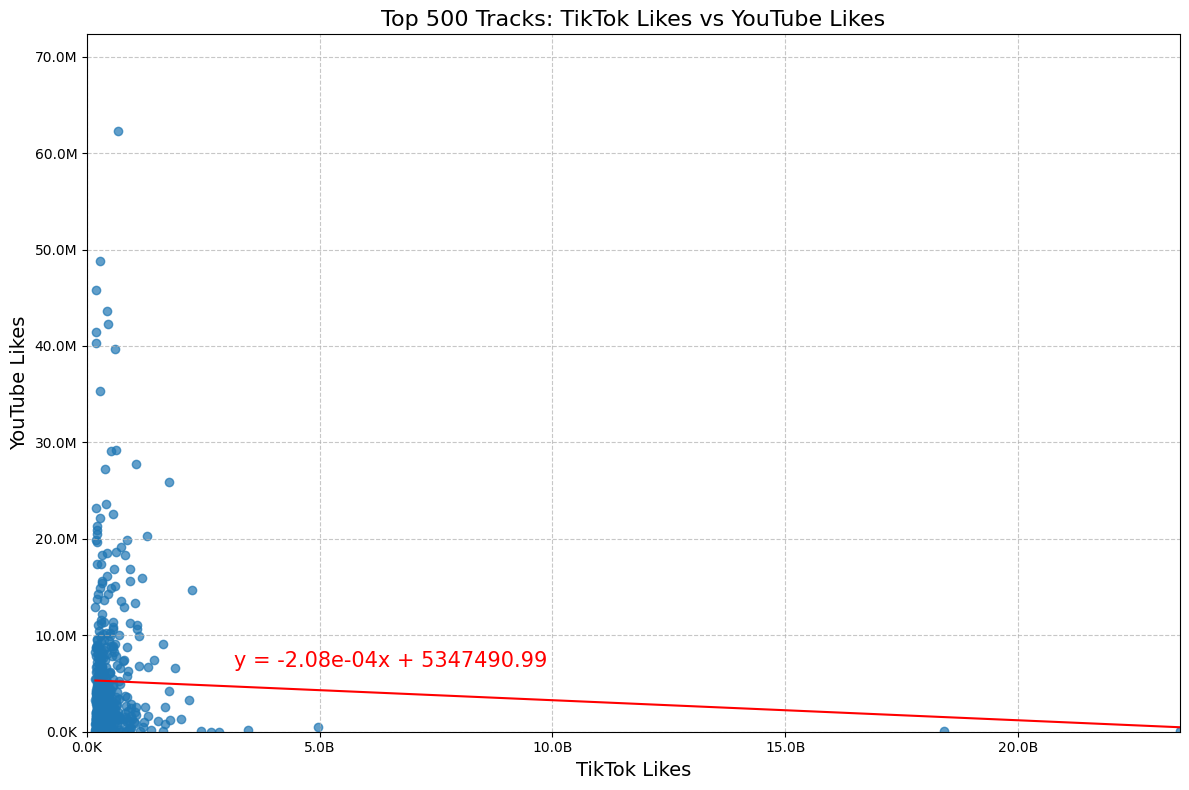 Top 500 Tracks: TikTok Likes vs YouTube Likes
70.0M
60.0M
50.0M
40.0M
30.0M
20.0M
10.0M
0.0K
YouTube Likes
y = -2.08e-04x + 5347490.99
0.0K
5.0B
10.0B
15.0B
20.0B
TikTok Likes